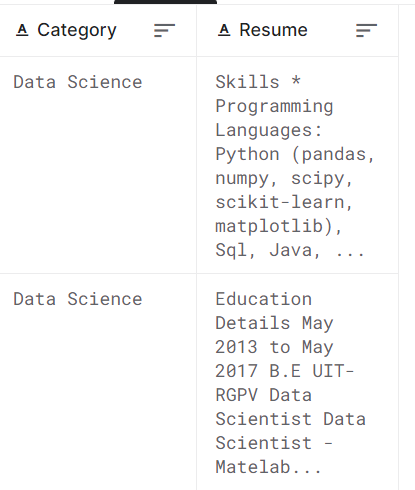 A Category
A Resume
Data Science
Skills *
Programming
Languages:
Python (pandas,
numpy, scipy,
scikit-learn,
matplotlib),
Sql, Java, ...
Data Science
Education
Details May
2013 to May
2017 B.E UIT-
RGPV Data
Scientist Data
Scientist -
Matelab...